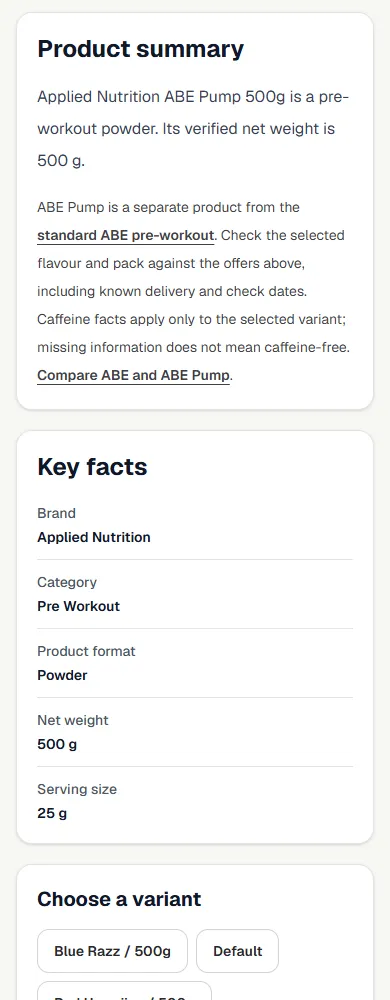 Product summary
Applied Nutrition ABE Pump 500g is a pre-
workout powder. Its verified net weight is
500 g.
ABE Pump is a separate product from the
standard ABE pre-workout. Check the selected
flavour and pack against the offers above,
including known delivery and check dates.
Caffeine facts apply only to the selected variant;
missing information does not mean caffeine-free.
Compare ABE and ABE Pump.
Key facts
Brand
Applied Nutrition
Category
Pre Workout
Product format
Powder
Net weight
500 g
Serving size
25 g
Choose a variant
Blue Razz / 500g
Default